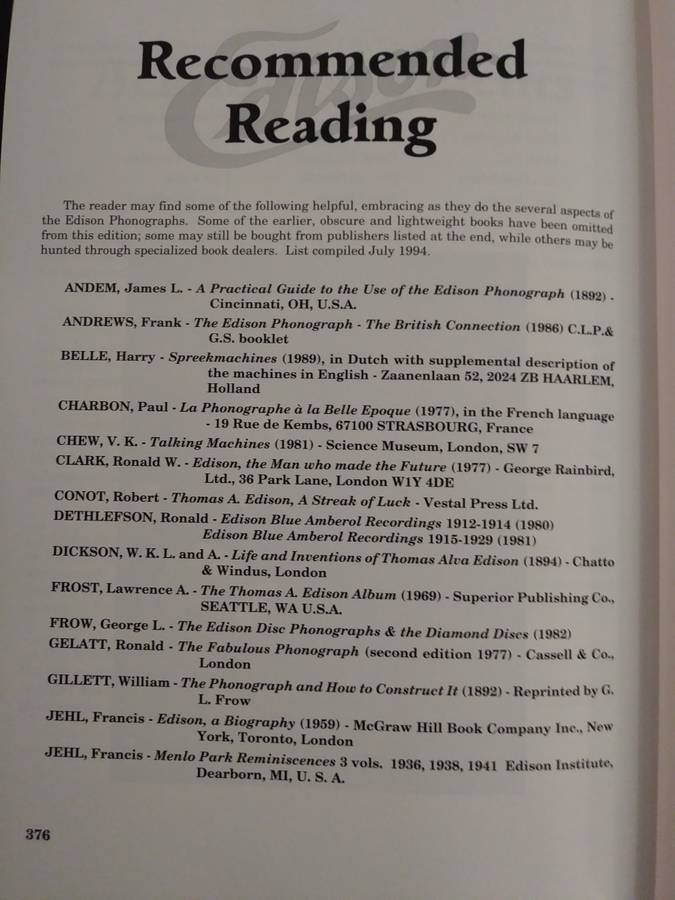 Edison
Recommended
Reading
The reader may find some of the following helpful, embracing as they do the several aspects of
the Edison Phonographs. Some of the earlier, obscure and lightweight books have been omitted
from this edition; some may still be bought from publishers listed at the end, while others may be
hunted through specialized book dealers. List compiled July 1994.
ANDEM, James L. - A Practical Guide to the Use of the Edison Phonograph (1892) -
Cincinnati, OH, U.S.A.
ANDREWS, Frank - The Edison Phonograph - The British Connection (1986) C.L.P.&
G.S. booklet
BELLE, Harry - Spreekmachines (1989), in Dutch with supplemental description of
the machines in English - Zaanenlaan 52, 2024 ZB HAARLEM,
Holland
CHARBON, Paul - La Phonographe à la Belle Epoque (1977), in the French language
- 19 Rue de Kembs, 67100 STRASBOURG, France
CHEW, V. K. - Talking Machines (1981) - Science Museum, London, SW 7
CLARK, Ronald W. - Edison, the Man who made the Future (1977) - George Rainbird,
Ltd., 36 Park Lane, London W1Y 4DE
CONOT, Robert - Thomas A. Edison, A Streak of Luck - Vestal Press Ltd.
DETHLEFSON, Ronald - Edison Blue Amberol Recordings 1912-1914 (1980)
Edison Blue Amberol Recordings 1915-1929 (1981)
DICKSON, W. K. L. and A. - Life and Inventions of Thomas Alva Edison (1894) - Chatto
& Windus, London
FROST, Lawrence A. - The Thomas A. Edison Album (1969) - Superior Publishing Co.,
SEATTLE, WA U.S.A.
FROW, George L. - The Edison Disc Phonographs & the Diamond Discs (1982)
GELATT, Ronald - The Fabulous Phonograph (second edition 1977) - Cassell & Co.,
London
GILLETT, William - The Phonograph and How to Construct It (1892) - Reprinted by G.
L. Frow
JEHL, Francis - Edison, a Biography (1959) - McGraw Hill Book Company Inc., New
York, Toronto, London
JEHL, Francis - Menlo Park Reminiscences 3 vols. 1936, 1938, 1941 Edison Institute,
Dearborn, MI, U. S. A.
376